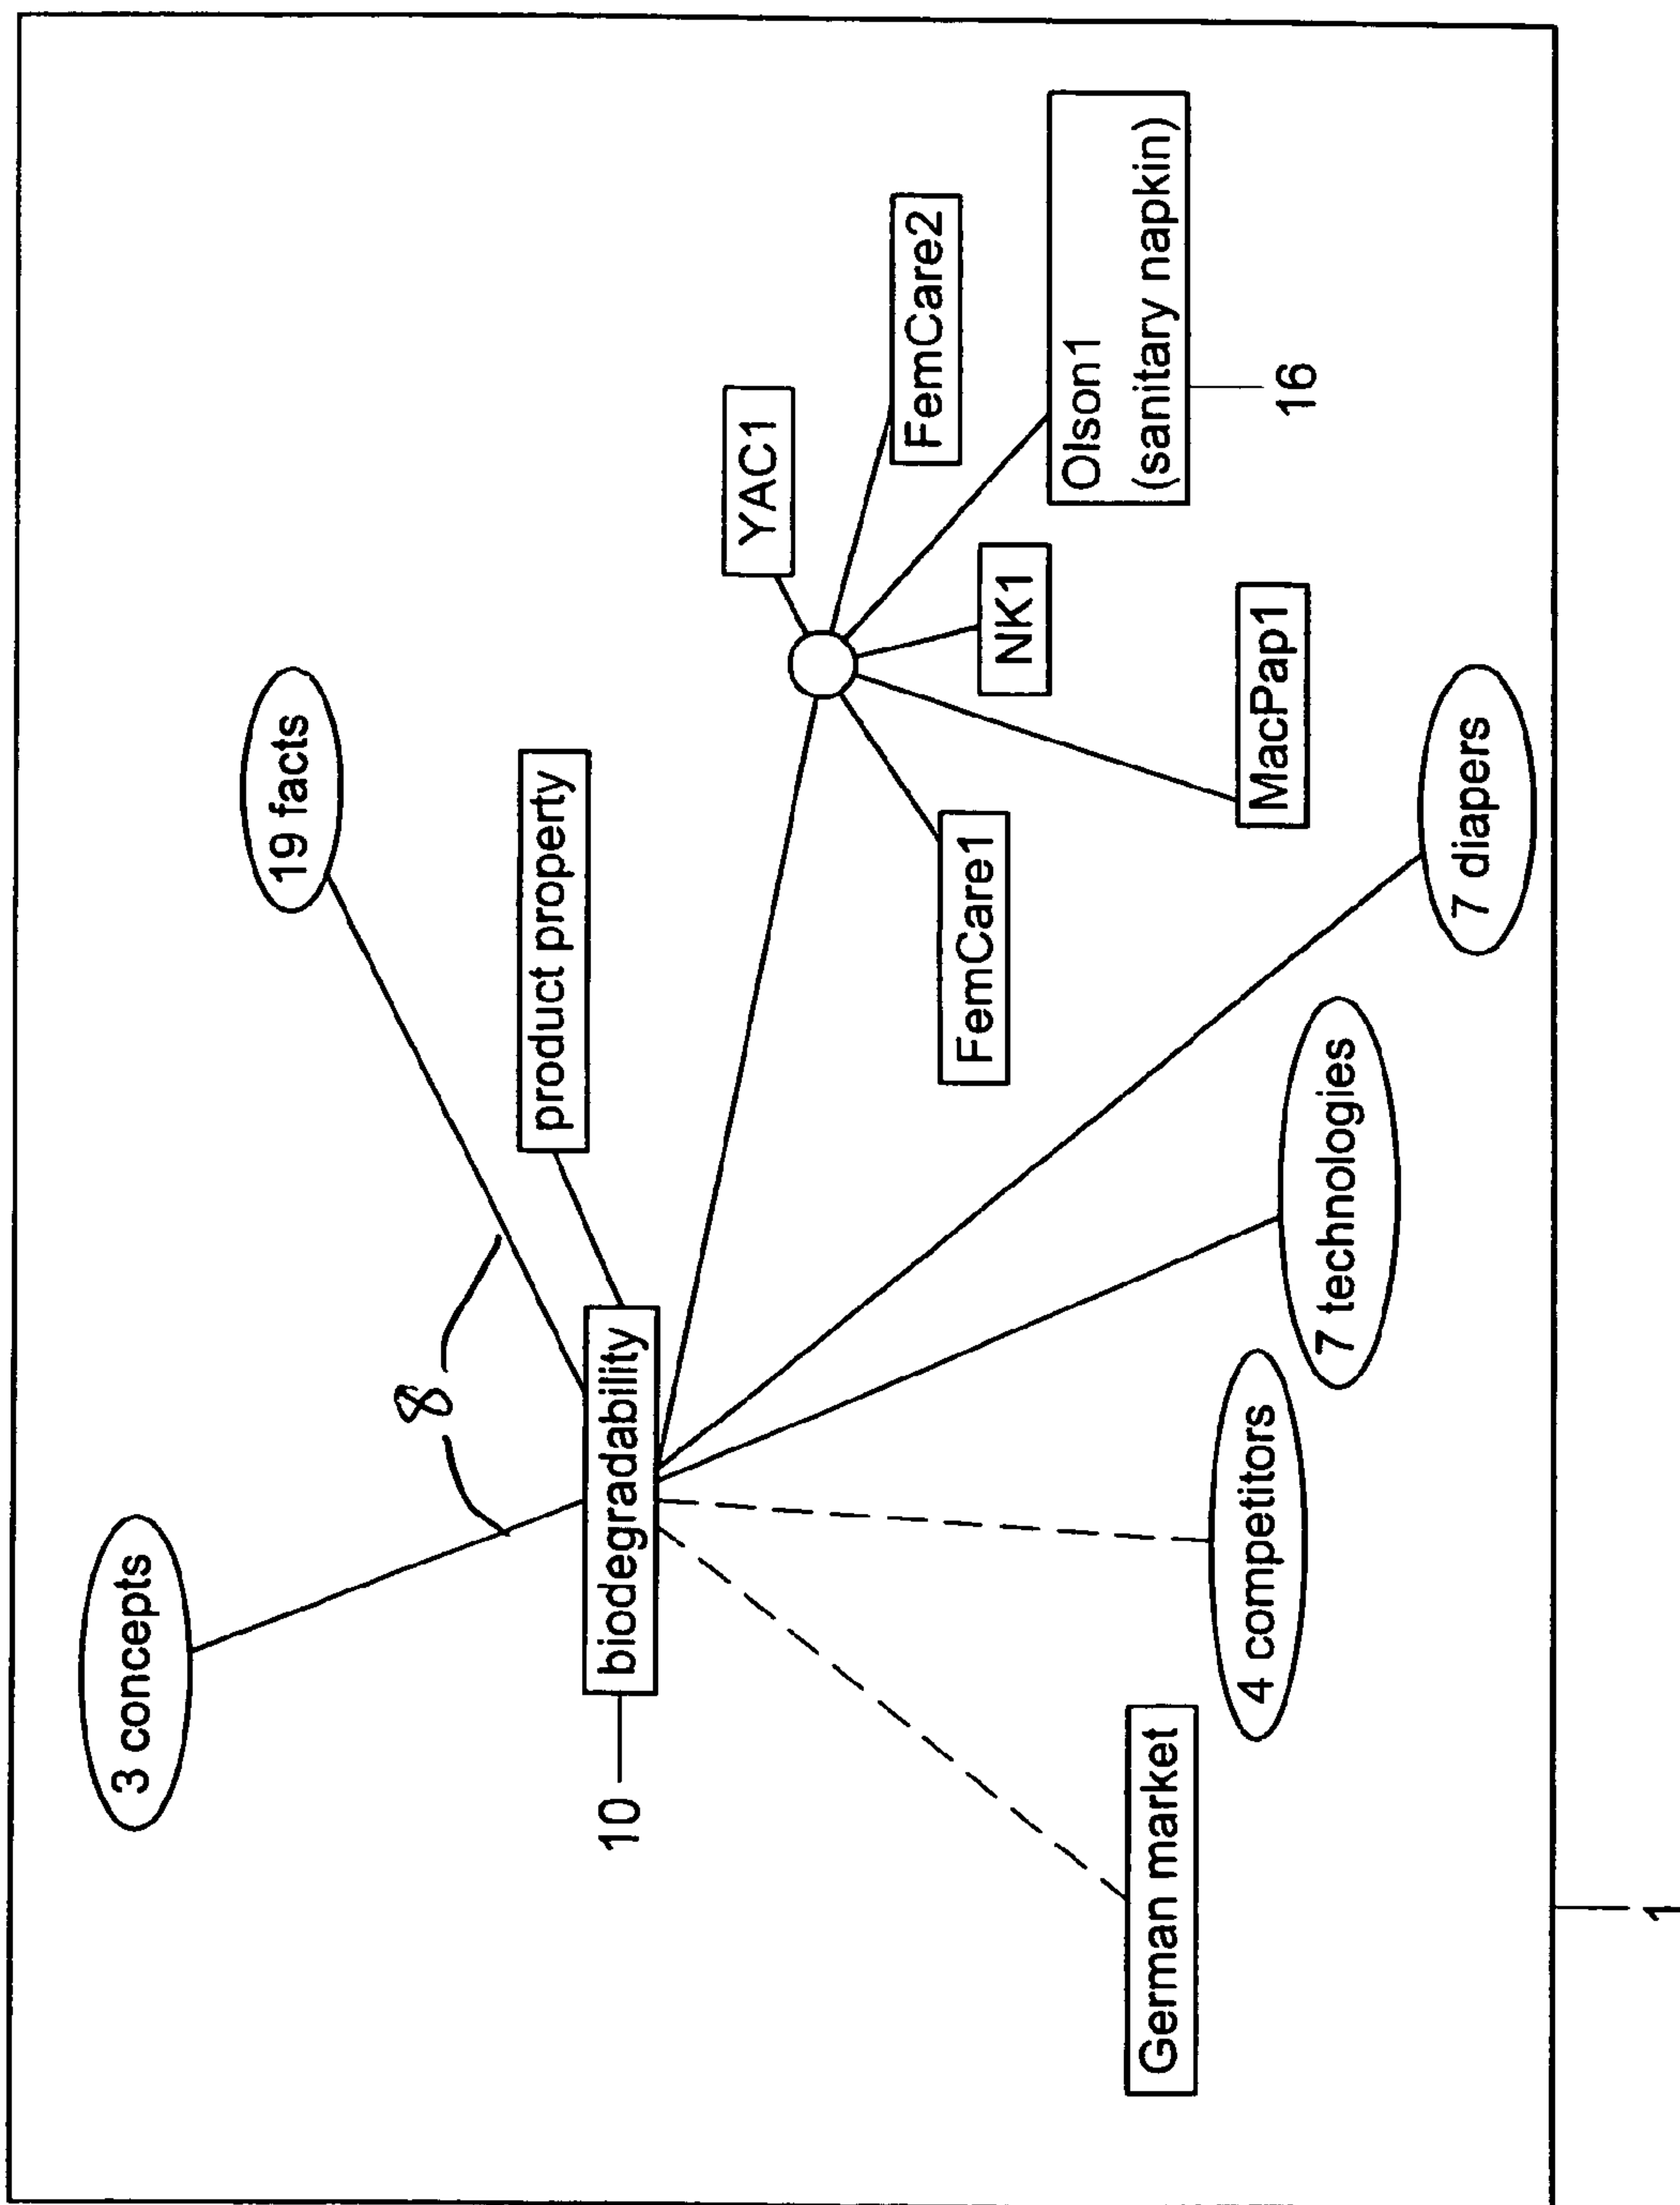 3 concepts
19 facts
8
product property
10
biodegradability
YAC1
FemCare2
FemCare1
NK1
Olson1
(sanitary napkin)
16
German market
4 competitors
7 technologies
MacPap1
7 diapers
1